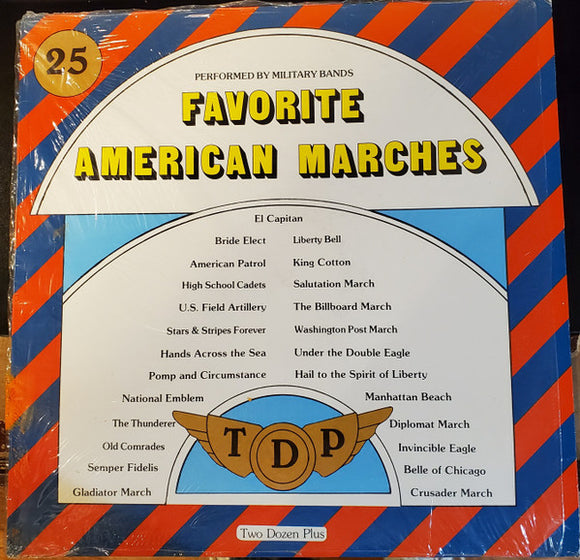 25
PERFORMED BY MILITARY BANDS
FAVORITE
AMERICAN MARCHES
El Capitan
Bride Elect Liberty Bell
American Patrol King Cotton
High School Cadets Salutation March
U.S. Field Artillery The Billboard March
Stars & Stripes Forever Washington Post March
Hands Across the Sea Under the Double Eagle
Pomp and Circumstance Hail to the Spirit of Liberty
National Emblem Manhattan Beach
The Thunderer Diplomat March
Old Comrades Invincible Eagle
Semper Fidelis Belle of Chicago
Gladiator March Crusader March
TDP
Two Dozen Plus